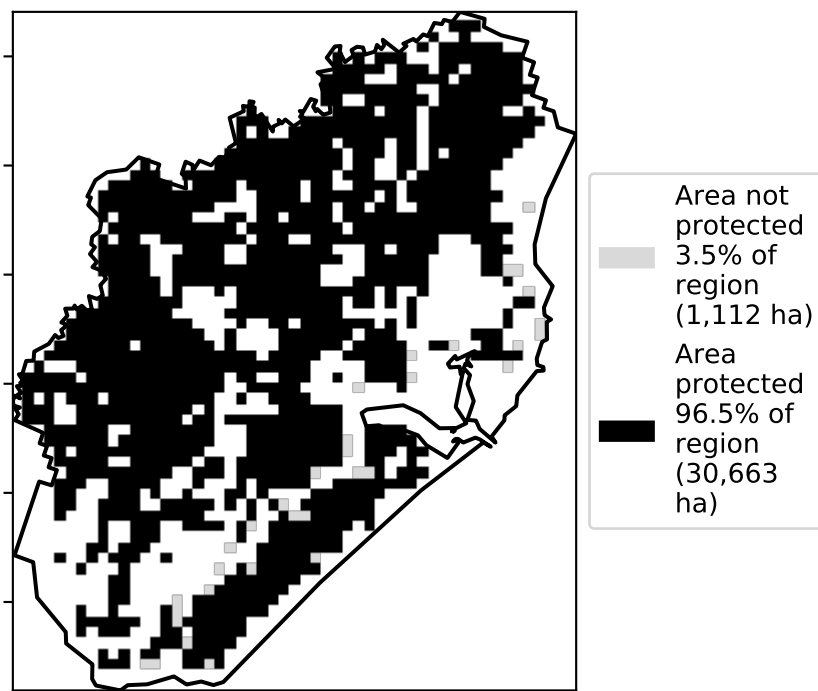 Area not
protected
3.5% of
region
(1,112 ha)
Area
protected
96.5% of
region
(30,663
ha)